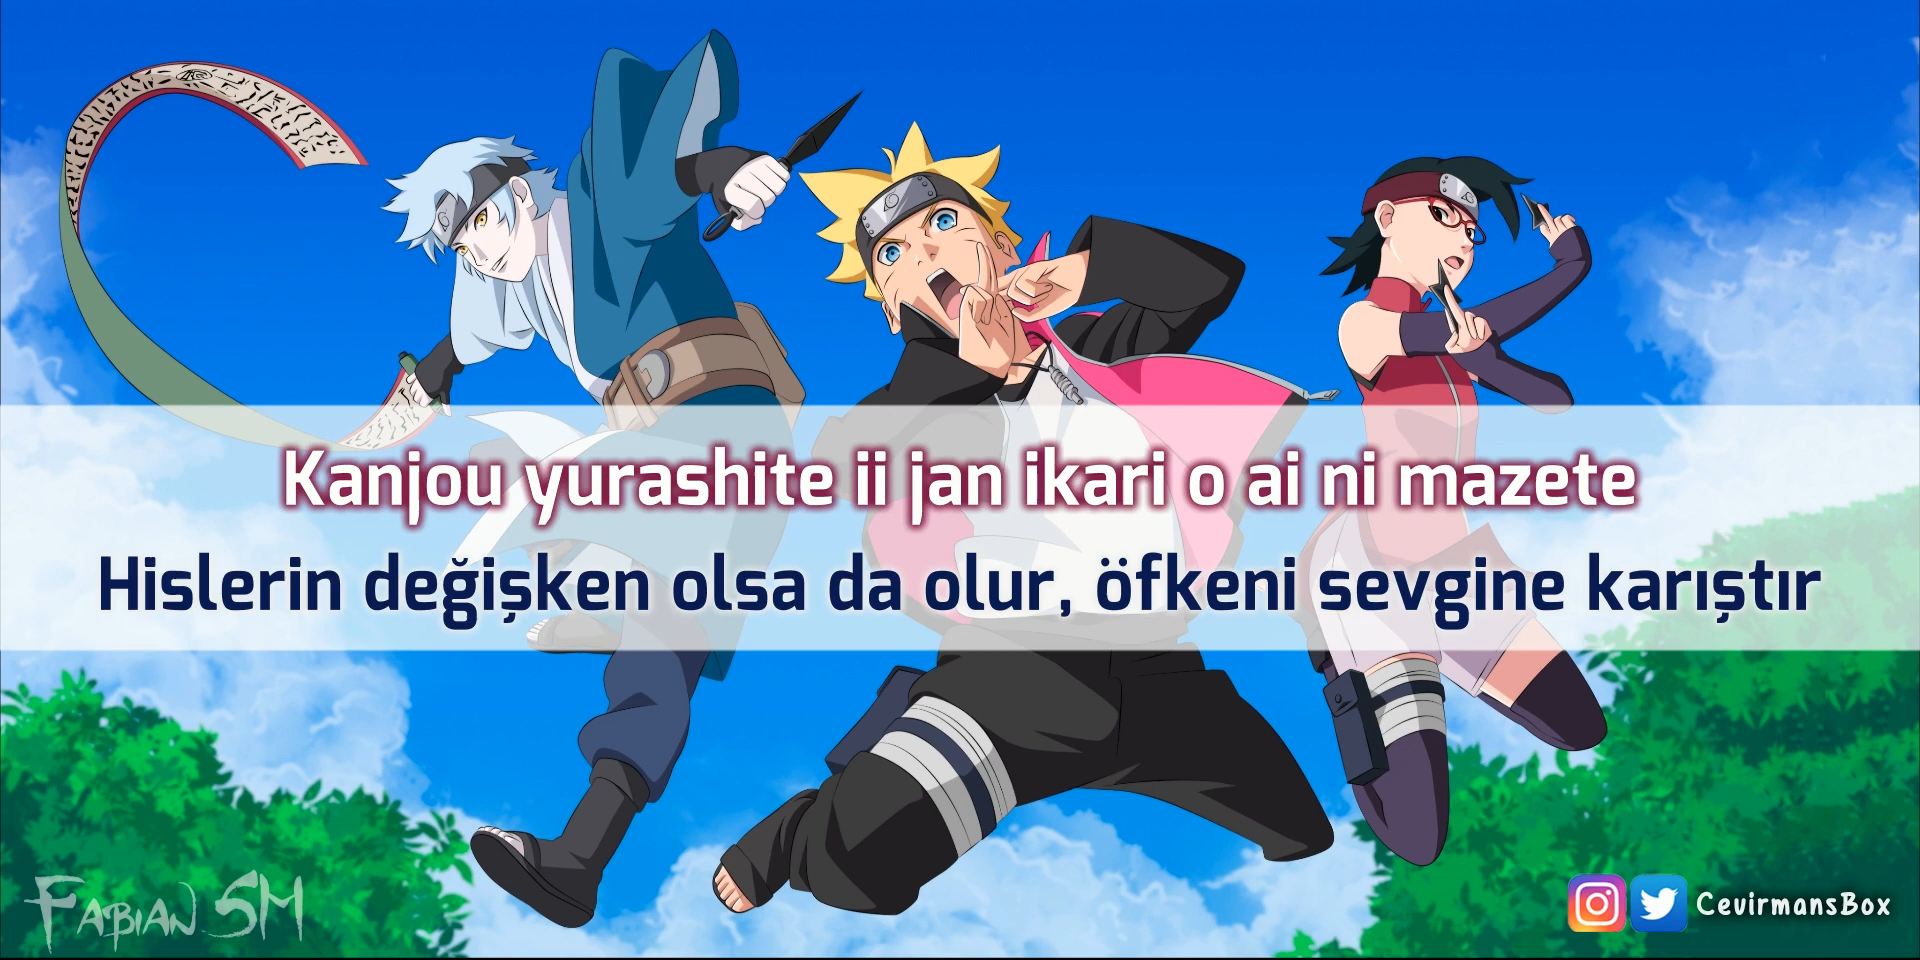 Kanjou yurashite ii jan ikari o ai ni mazete
Hislerin değişken olsa da olur, öfkeni sevgine karıştır
FABIAN SM
CevirmansBox